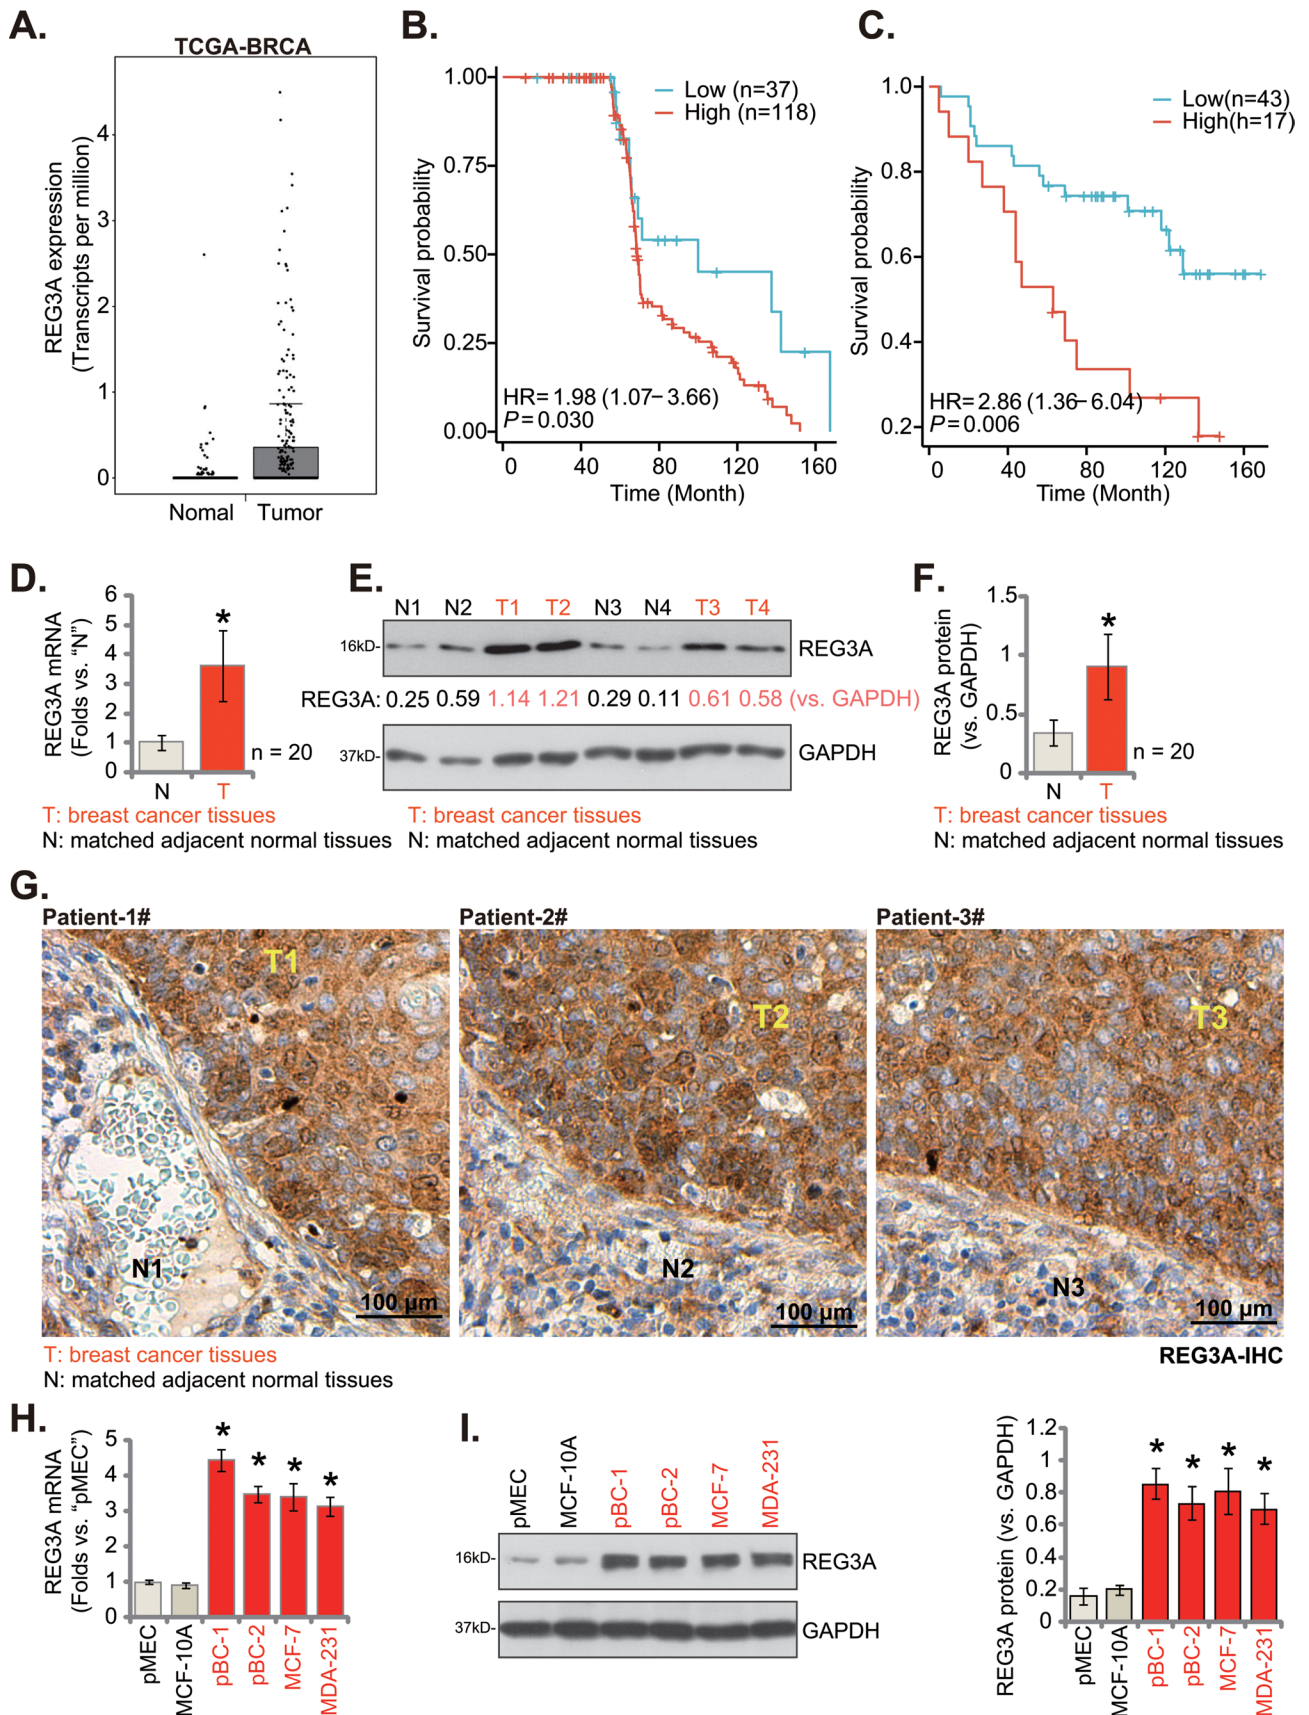 A.
TCGA-BRCA
REG3A expression
(Transcripts per million)
4
3
2
1
0
Nomal Tumor
B.
Survival probability
1.00
0.75
0.50
0.25
0.00
Low (n=37)
High (n=118)
HR=1.98 (1.07–3.66)
P=0.030
0 40 80 120 160
Time (Month)
C.
Survival probability
1.0
0.8
0.6
0.4
0.2
Low(n=43)
High(h=17)
HR=2.86 (1.36–6.04)
P=0.006
0 40 80 120 160
Time (Month)
D.
REG3A mRNA
(Folds vs. “N”)
6
5
4
3
2
1
0
*
N T
n = 20
T: breast cancer tissues
N: matched adjacent normal tissues
E.
N1 N2 T1 T2 N3 N4 T3 T4
16kD- REG3A
REG3A: 0.25 0.59 1.14 1.21 0.29 0.11 0.61 0.58 (vs. GAPDH)
37kD- GAPDH
T: breast cancer tissues
N: matched adjacent normal tissues
F.
REG3A protein
(vs. GAPDH)
1.5
1
0.5
0
*
N T
n = 20
T: breast cancer tissues
N: matched adjacent normal tissues
G.
Patient-1# Patient-2# Patient-3#
T1
N1
100 μm
T2
N2
100 μm
T3
N3
100 μm
T: breast cancer tissues
N: matched adjacent normal tissues
REG3A-IHC
H.
REG3A mRNA
(Folds vs. “pMEC”)
5
4
3
2
1
0
* * * *
pMEC
MCF-10A
pBC-1
pBC-2
MCF-7
MDA-231
I.
pMEC
MCF-10A
pBC-1
pBC-2
MCF-7
MDA-231
16kD- REG3A
37kD- GAPDH
REG3A protein (vs. GAPDH)
1.2
1
0.8
0.6
0.4
0.2
0
* * * *
pMEC
MCF-10A
pBC-1
pBC-2
MCF-7
MDA-231